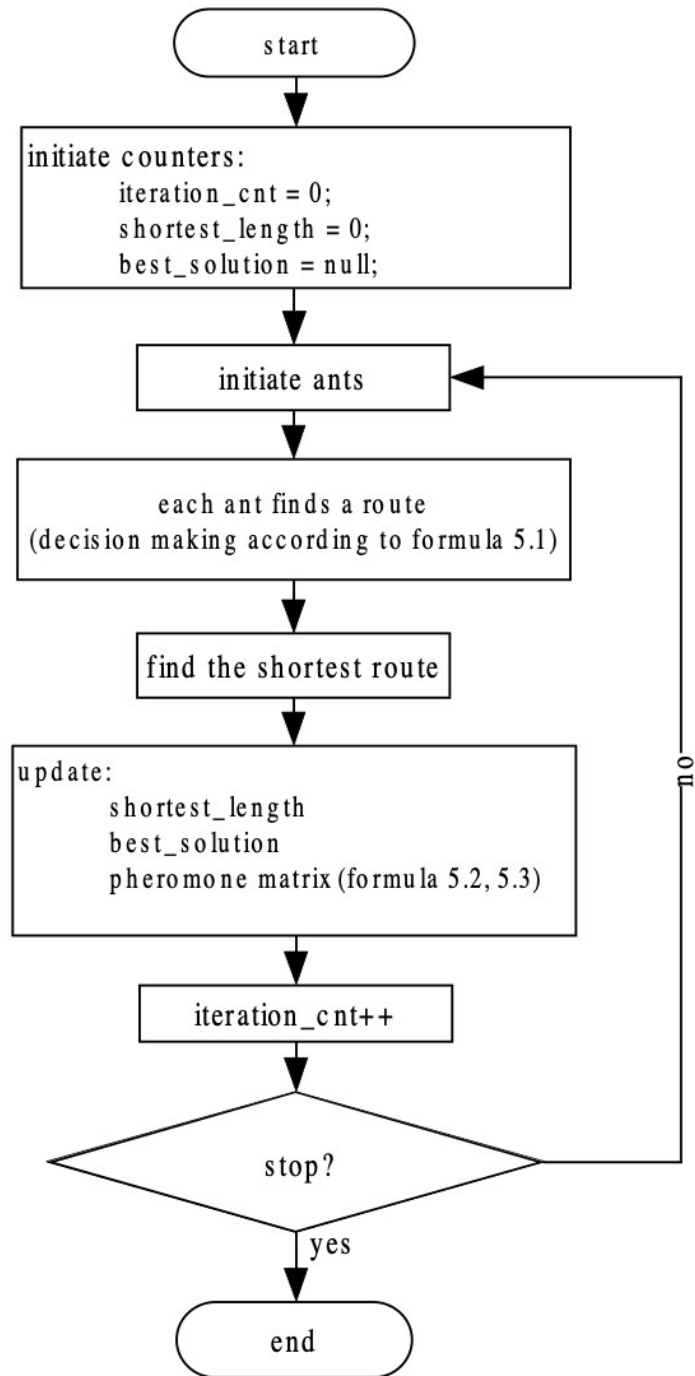 start
initiate counters:
iteration_cnt = 0;
shortest_length = 0;
best_solution = null;
initiate ants
each ant finds a route
(decision making according to formula 5.1)
find the shortest route
update:
shortest_length
best_solution
pheromone matrix (formula 5.2, 5.3)
iteration_cnt++
stop?
no
yes
end